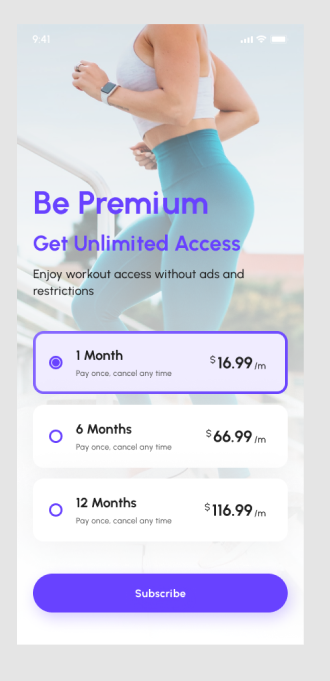 9:41
Be Premium
Get Unlimited Access
Enjoy workout access without ads and
restrictions
1 Month
Pay once, cancel any time
$16.99 /m
6 Months
Pay once, cancel any time
$66.99 /m
12 Months
Pay once, cancel any time
$116.99 /m
Subscribe